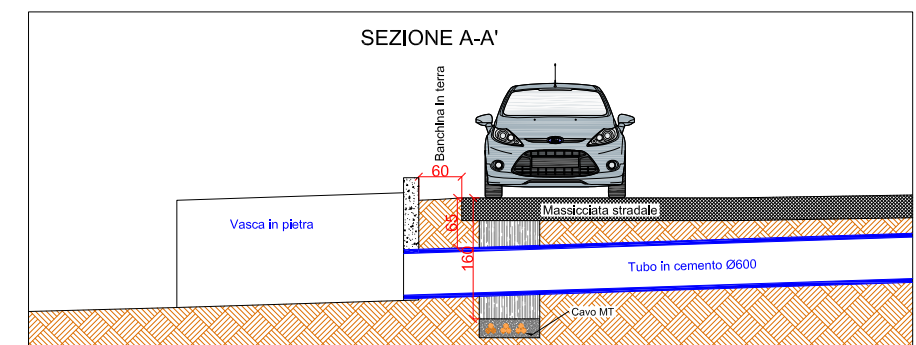 SEZIONE A-A'
Banchina in terra
60
Massicciata stradale
Vasca in pietra
65
160
Tubo in cemento Ø600
Cavo MT